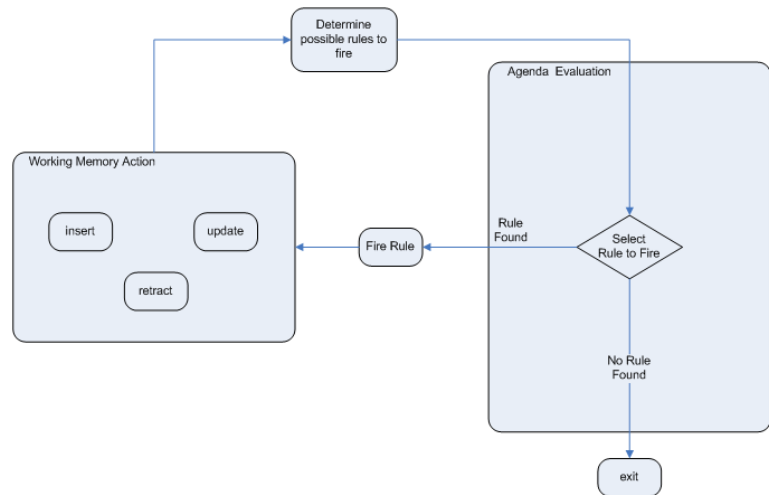 Determine
possible rules to
fire
Agenda Evaluation
Working Memory Action
insert
update
retract
Fire Rule
Rule
Found
Select
Rule to Fire
No Rule
Found
exit